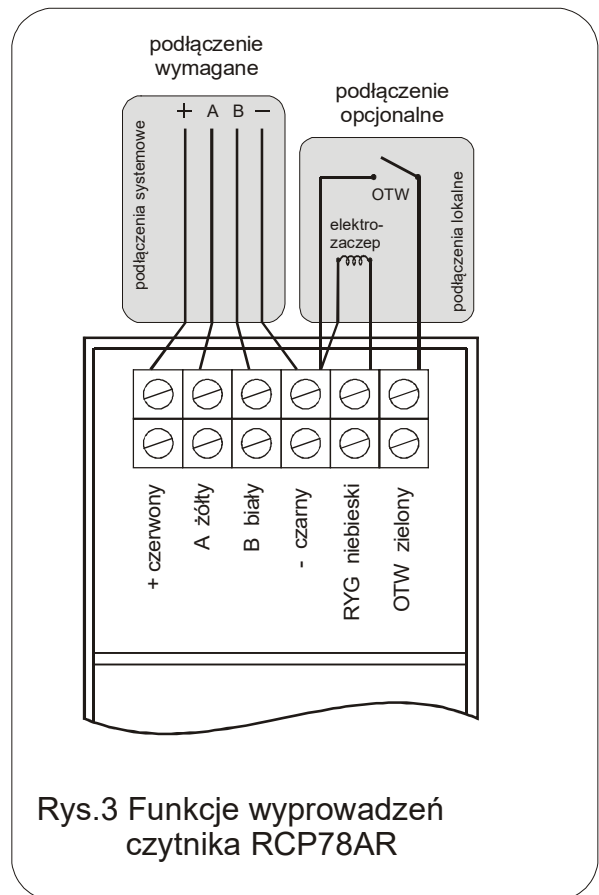 podłączenie
wymagane
podłączenie
opcjonalne
podłączenia systemowe
+ A B −
OTW
elektro-
zaczep
podłączenia lokalne
+ czerwony
A żółty
B biały
- czarny
RYG niebieski
OTW zielony
Rys.3 Funkcje wyprowadzeń
czytnika RCP78AR